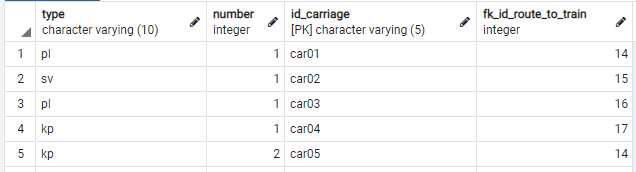 type number id_carriage fk_id_route_to_train
character varying (10) integer [PK] character varying (5) integer
1 pl 1 car01 14
2 sv 1 car02 15
3 pl 1 car03 16
4 kp 1 car04 17
5 kp 2 car05 14